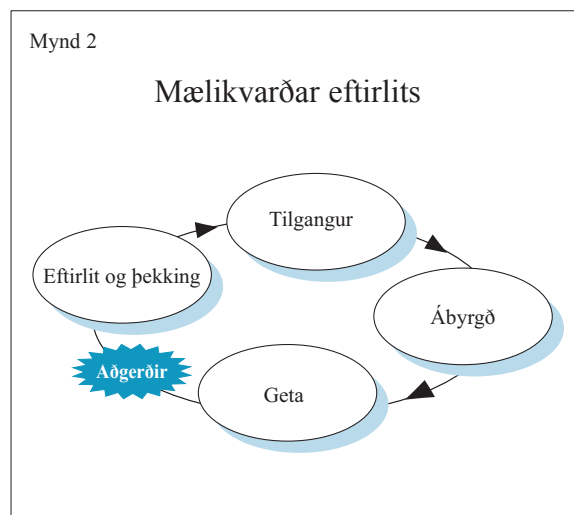 Mynd 2
Mælikvarðar eftirlits
Tilgangur
Eftirlit og þekking
Ábyrgð
Aðgerðir
Geta